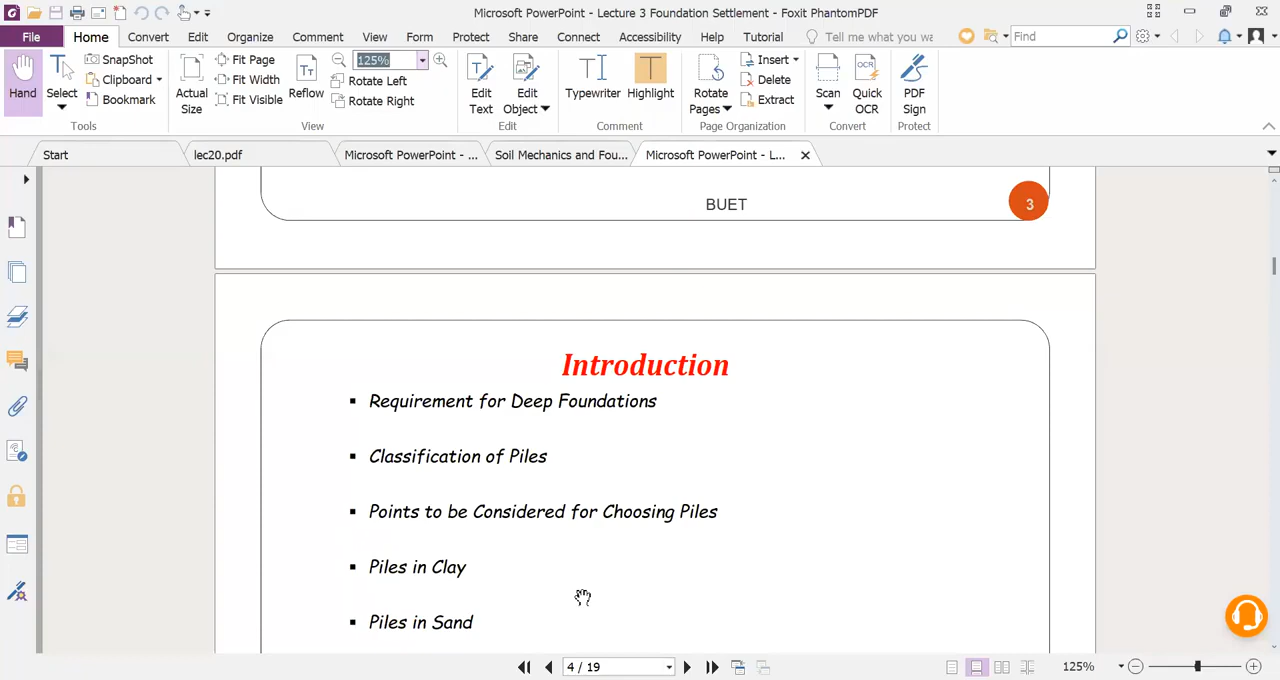 Microsoft PowerPoint - Lecture 3 Foundation Settlement - Foxit PhantomPDF
File Home Convert Edit Organize Comment View Form Protect Share Connect Accessibility Help Tutorial Tell me what you wa Find
Hand
Select
SnapShot
Clipboard
Bookmark
Tools
Actual Size
Fit Page
Fit Width
Fit Visible
Reflow
125%
Rotate Left
Rotate Right
View
Edit Text
Edit Object
Edit
Typewriter
Highlight
Comment
Rotate Pages
Insert
Delete
Extract
Page Organization
Scan
Quick OCR
Convert
PDF Sign
Protect
Start lec20.pdf Microsoft PowerPoint - ... Soil Mechanics and Fou... Microsoft PowerPoint - L...
BUET 3
Introduction
▪ Requirement for Deep Foundations
▪ Classification of Piles
▪ Points to be Considered for Choosing Piles
▪ Piles in Clay
▪ Piles in Sand
4 / 19 125%